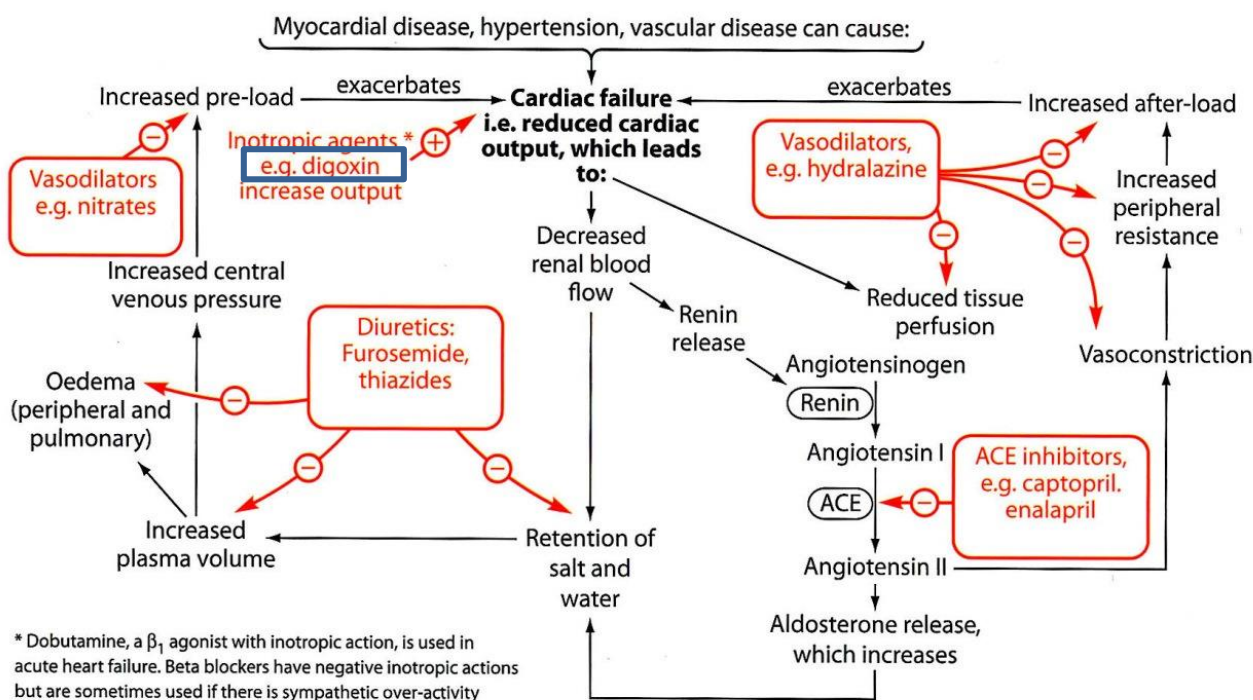 Myocardial disease, hypertension, vascular disease can cause:
Increased pre-load
exacerbates
Cardiac failure
i.e. reduced cardiac
output, which leads
to:
exacerbates
Increased after-load
Inotropic agents *
e.g. digoxin
increase output
+
Vasodilators
e.g. nitrates
−
Vasodilators,
e.g. hydralazine
−
−
−
−
Increased
peripheral
resistance
Increased central
venous pressure
Decreased
renal blood
flow
Reduced tissue
perfusion
Renin
release
Vasoconstriction
Diuretics:
Furosemide,
thiazides
−
−
−
Oedema
(peripheral and
pulmonary)
Angiotensinogen
Renin
Angiotensin I
ACE
−
ACE inhibitors,
e.g. captopril.
enalapril
Increased
plasma volume
Retention of
salt and
water
Angiotensin II
Aldosterone release,
which increases
* Dobutamine, a β1 agonist with inotropic action, is used in
acute heart failure. Beta blockers have negative inotropic actions
but are sometimes used if there is sympathetic over-activity